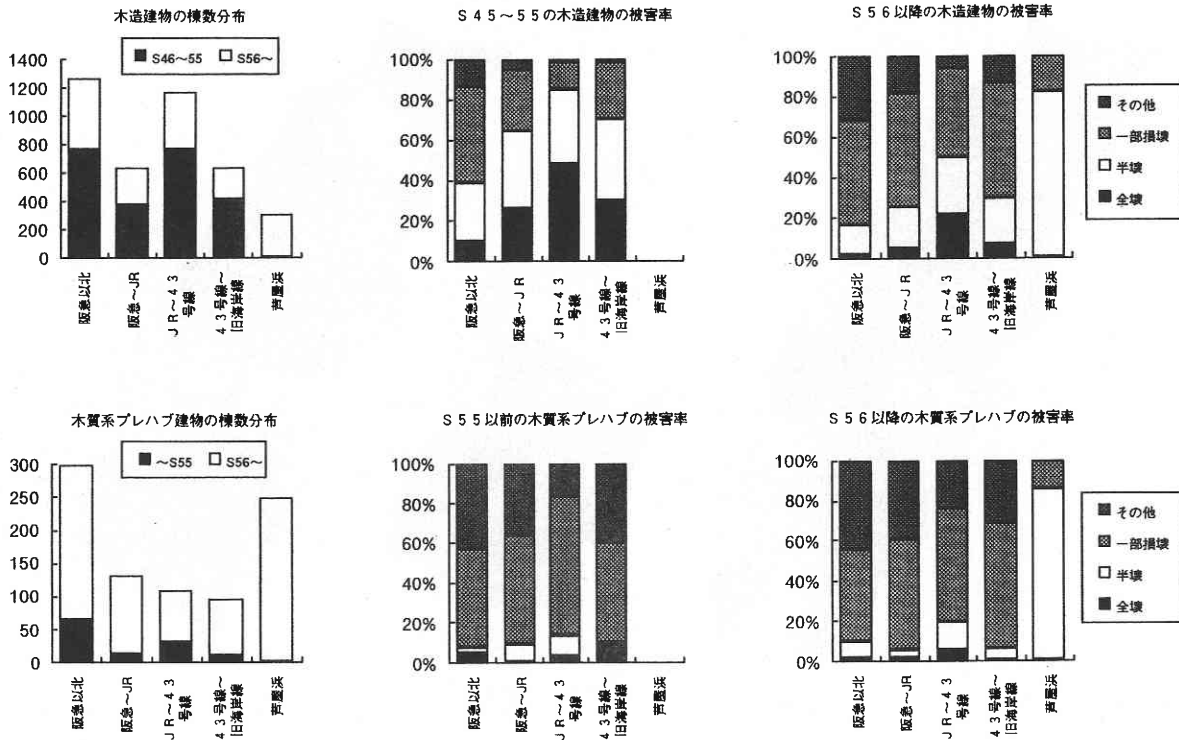 木造建物の棟数分布
S46～55 S56～
1400
1200
1000
800
600
400
200
0
阪急以北
阪急～JR
JR～43
号線
43号線～
旧海岸線
芦屋浜
S45～55の木造建物の被害率
100%
80%
60%
40%
20%
0%
阪急以北
阪急～JR
JR～43
号線
43号線～
旧海岸線
芦屋浜
S56以降の木造建物の被害率
100%
80%
60%
40%
20%
0%
阪急以北
阪急～JR
JR～43
号線
43号線～
旧海岸線
芦屋浜
その他
一部損壊
半壊
全壊
木質系プレハブ建物の棟数分布
～S55 S56～
300
250
200
150
100
50
0
阪急以北
阪急～JR
JR～43
号線
43号線～
旧海岸線
芦屋浜
S55以前の木質系プレハブの被害率
100%
80%
60%
40%
20%
0%
阪急以北
阪急～JR
JR～43
号線
43号線～
旧海岸線
芦屋浜
S56以降の木質系プレハブの被害率
100%
80%
60%
40%
20%
0%
阪急以北
阪急～JR
JR～43
号線
43号線～
旧海岸線
芦屋浜
その他
一部損壊
半壊
全壊